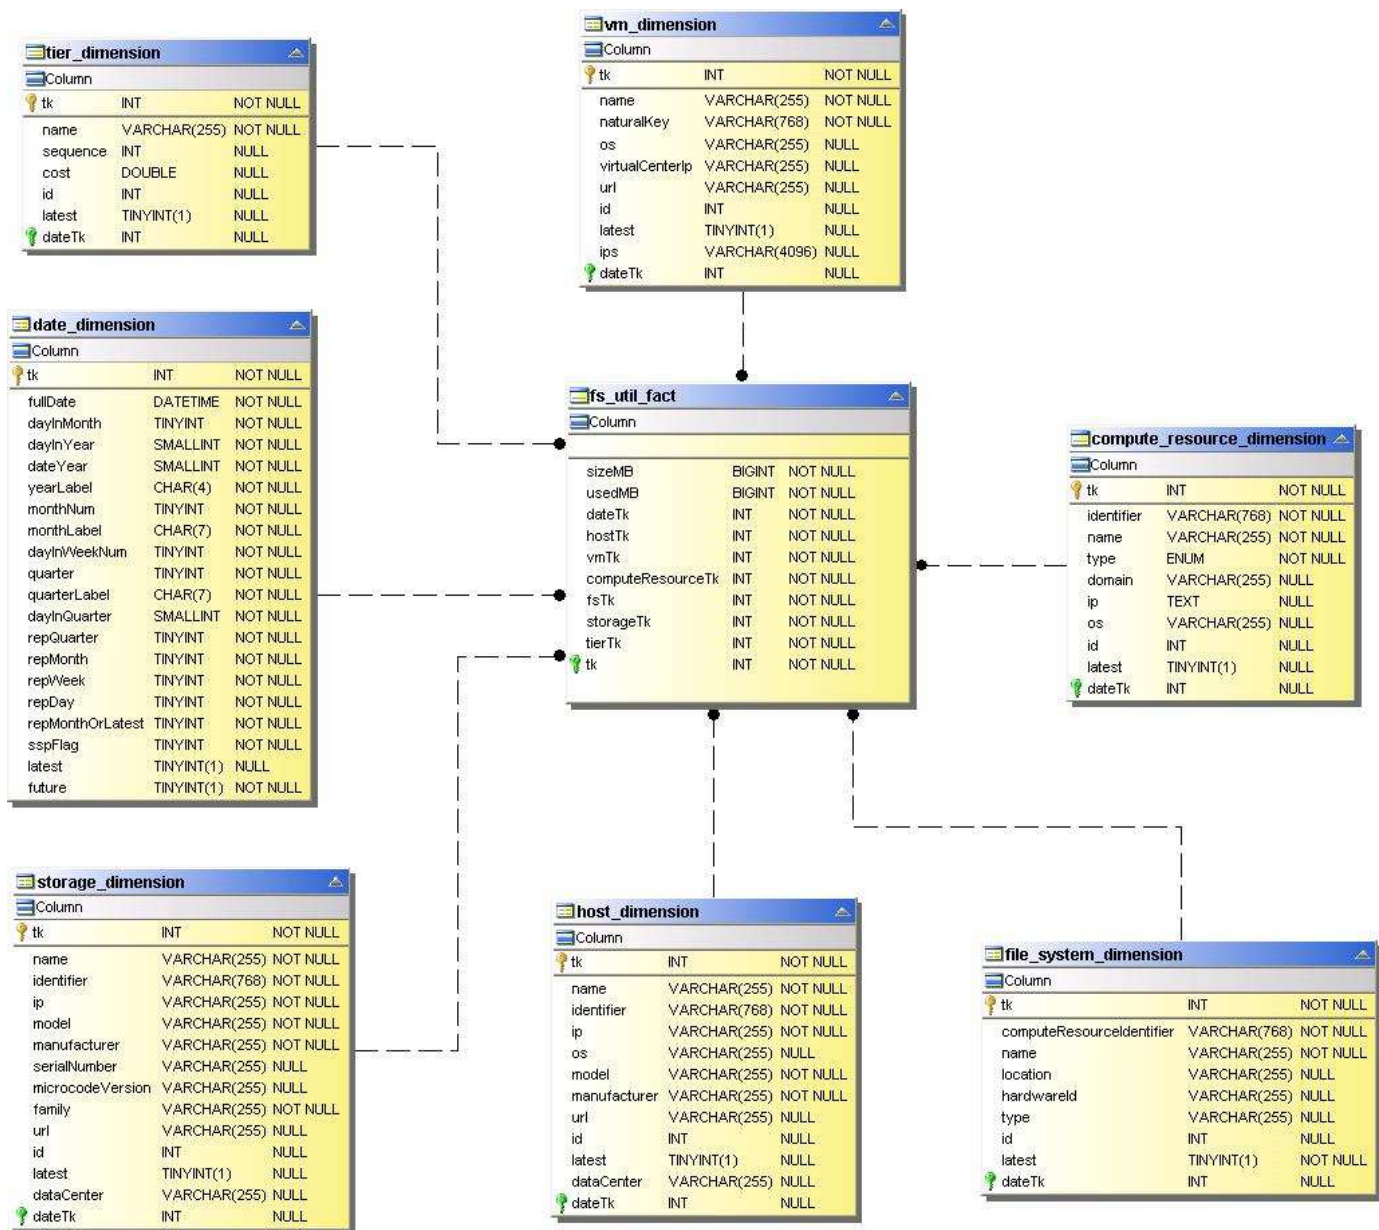 tier_dimension
Column
tk INT NOT NULL
name VARCHAR(255) NOT NULL
sequence INT NULL
cost DOUBLE NULL
id INT NULL
latest TINYINT(1) NULL
dateTk INT NULL
vm_dimension
Column
tk INT NOT NULL
name VARCHAR(255) NOT NULL
naturalKey VARCHAR(768) NOT NULL
os VARCHAR(255) NULL
virtualCenterIp VARCHAR(255) NULL
url VARCHAR(255) NULL
id INT NULL
latest TINYINT(1) NULL
ips VARCHAR(4096) NULL
dateTk INT NULL
date_dimension
Column
tk INT NOT NULL
fullDate DATETIME NOT NULL
dayInMonth TINYINT NOT NULL
dayInYear SMALLINT NOT NULL
dateYear SMALLINT NOT NULL
yearLabel CHAR(4) NOT NULL
monthNum TINYINT NOT NULL
monthLabel CHAR(7) NOT NULL
dayInWeekNum TINYINT NOT NULL
quarter TINYINT NOT NULL
quarterLabel CHAR(7) NOT NULL
dayInQuarter SMALLINT NOT NULL
repQuarter TINYINT NOT NULL
repMonth TINYINT NOT NULL
repWeek TINYINT NOT NULL
repDay TINYINT NOT NULL
repMonthOrLatest TINYINT NOT NULL
sspFlag TINYINT NOT NULL
latest TINYINT(1) NULL
future TINYINT(1) NOT NULL
fs_util_fact
Column
sizeMB BIGINT NOT NULL
usedMB BIGINT NOT NULL
dateTk INT NOT NULL
hostTk INT NOT NULL
vmTk INT NOT NULL
computeResourceTk INT NOT NULL
fsTk INT NOT NULL
storageTk INT NOT NULL
tierTk INT NOT NULL
tk INT NOT NULL
compute_resource_dimension
Column
tk INT NOT NULL
identifier VARCHAR(768) NOT NULL
name VARCHAR(255) NOT NULL
type ENUM NOT NULL
domain VARCHAR(255) NULL
ip TEXT NULL
os VARCHAR(255) NULL
id INT NULL
latest TINYINT(1) NULL
dateTk INT NULL
storage_dimension
Column
tk INT NOT NULL
name VARCHAR(255) NOT NULL
identifier VARCHAR(768) NOT NULL
ip VARCHAR(255) NOT NULL
model VARCHAR(255) NOT NULL
manufacturer VARCHAR(255) NOT NULL
serialNumber VARCHAR(255) NULL
microcodeVersion VARCHAR(255) NULL
family VARCHAR(255) NOT NULL
url VARCHAR(255) NULL
id INT NULL
latest TINYINT(1) NULL
dataCenter VARCHAR(255) NULL
dateTk INT NULL
host_dimension
Column
tk INT NOT NULL
name VARCHAR(255) NOT NULL
identifier VARCHAR(768) NOT NULL
ip VARCHAR(255) NOT NULL
os VARCHAR(255) NULL
model VARCHAR(255) NOT NULL
manufacturer VARCHAR(255) NOT NULL
url VARCHAR(255) NULL
id INT NULL
latest TINYINT(1) NULL
dataCenter VARCHAR(255) NULL
dateTk INT NULL
file_system_dimension
Column
tk INT NOT NULL
computeResourceIdentifier VARCHAR(768) NOT NULL
name VARCHAR(255) NOT NULL
location VARCHAR(255) NULL
hardwareId VARCHAR(255) NULL
type VARCHAR(255) NULL
id INT NULL
latest TINYINT(1) NOT NULL
dateTk INT NULL